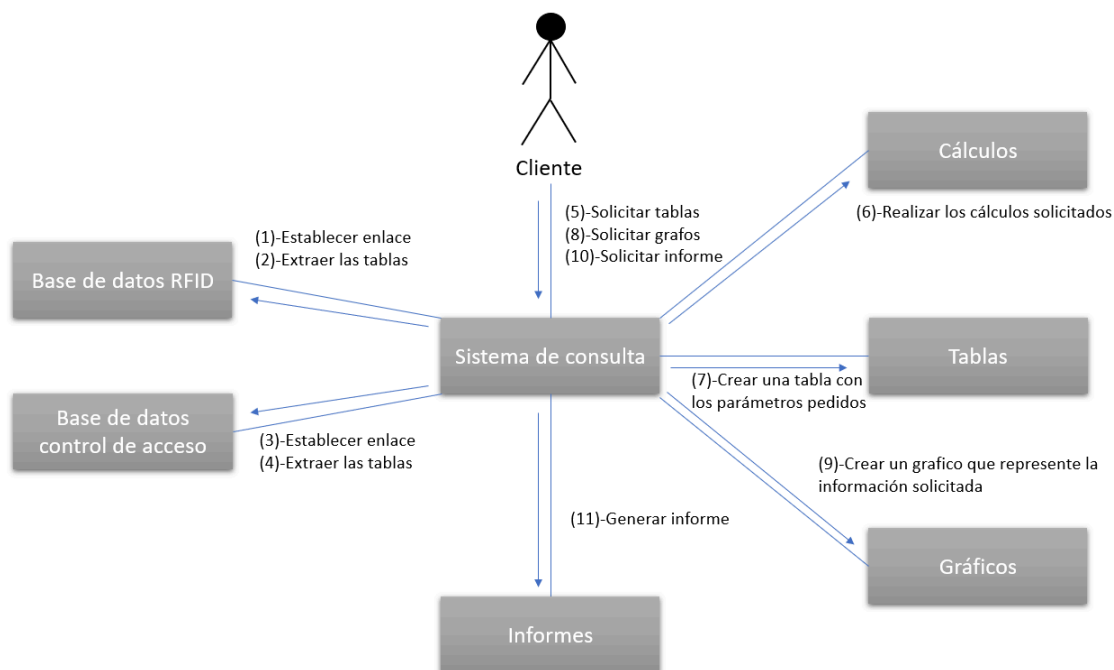 Cliente
Cálculos
(5)-Solicitar tablas
(8)-Solicitar grafos
(10)-Solicitar informe
(6)-Realizar los cálculos solicitados
(1)-Establecer enlace
(2)-Extraer las tablas
Base de datos RFID
Sistema de consulta
Tablas
(7)-Crear una tabla con
los parámetros pedidos
Base de datos
control de acceso
(3)-Establecer enlace
(4)-Extraer las tablas
(9)-Crear un grafico que represente la
información solicitada
(11)-Generar informe
Gráficos
Informes